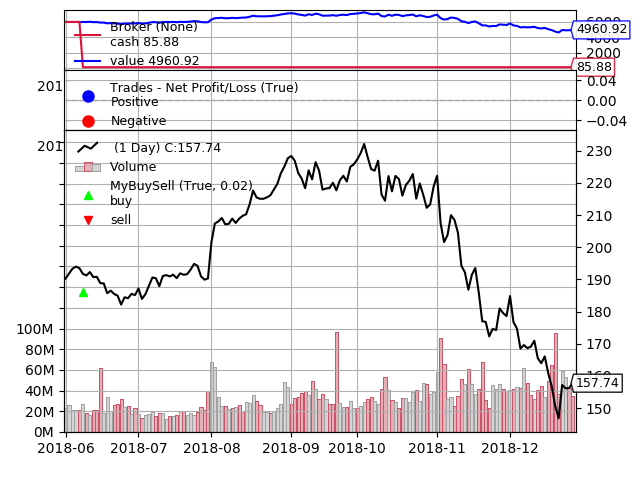 Broker (None)
cash 85.88
value 4960.92
6000
4960.92
4000
2000
85.88
201
Trades - Net Profit/Loss (True)
Positive
Negative
0.04
0.00
−0.04
201
(1 Day) C:157.74
Volume
MyBuySell (True, 0.02)
buy
sell
230
220
210
200
190
180
170
160
157.74
150
100M
80M
60M
40M
20M
0M
2018-06
2018-07
2018-08
2018-09
2018-10
2018-11
2018-12